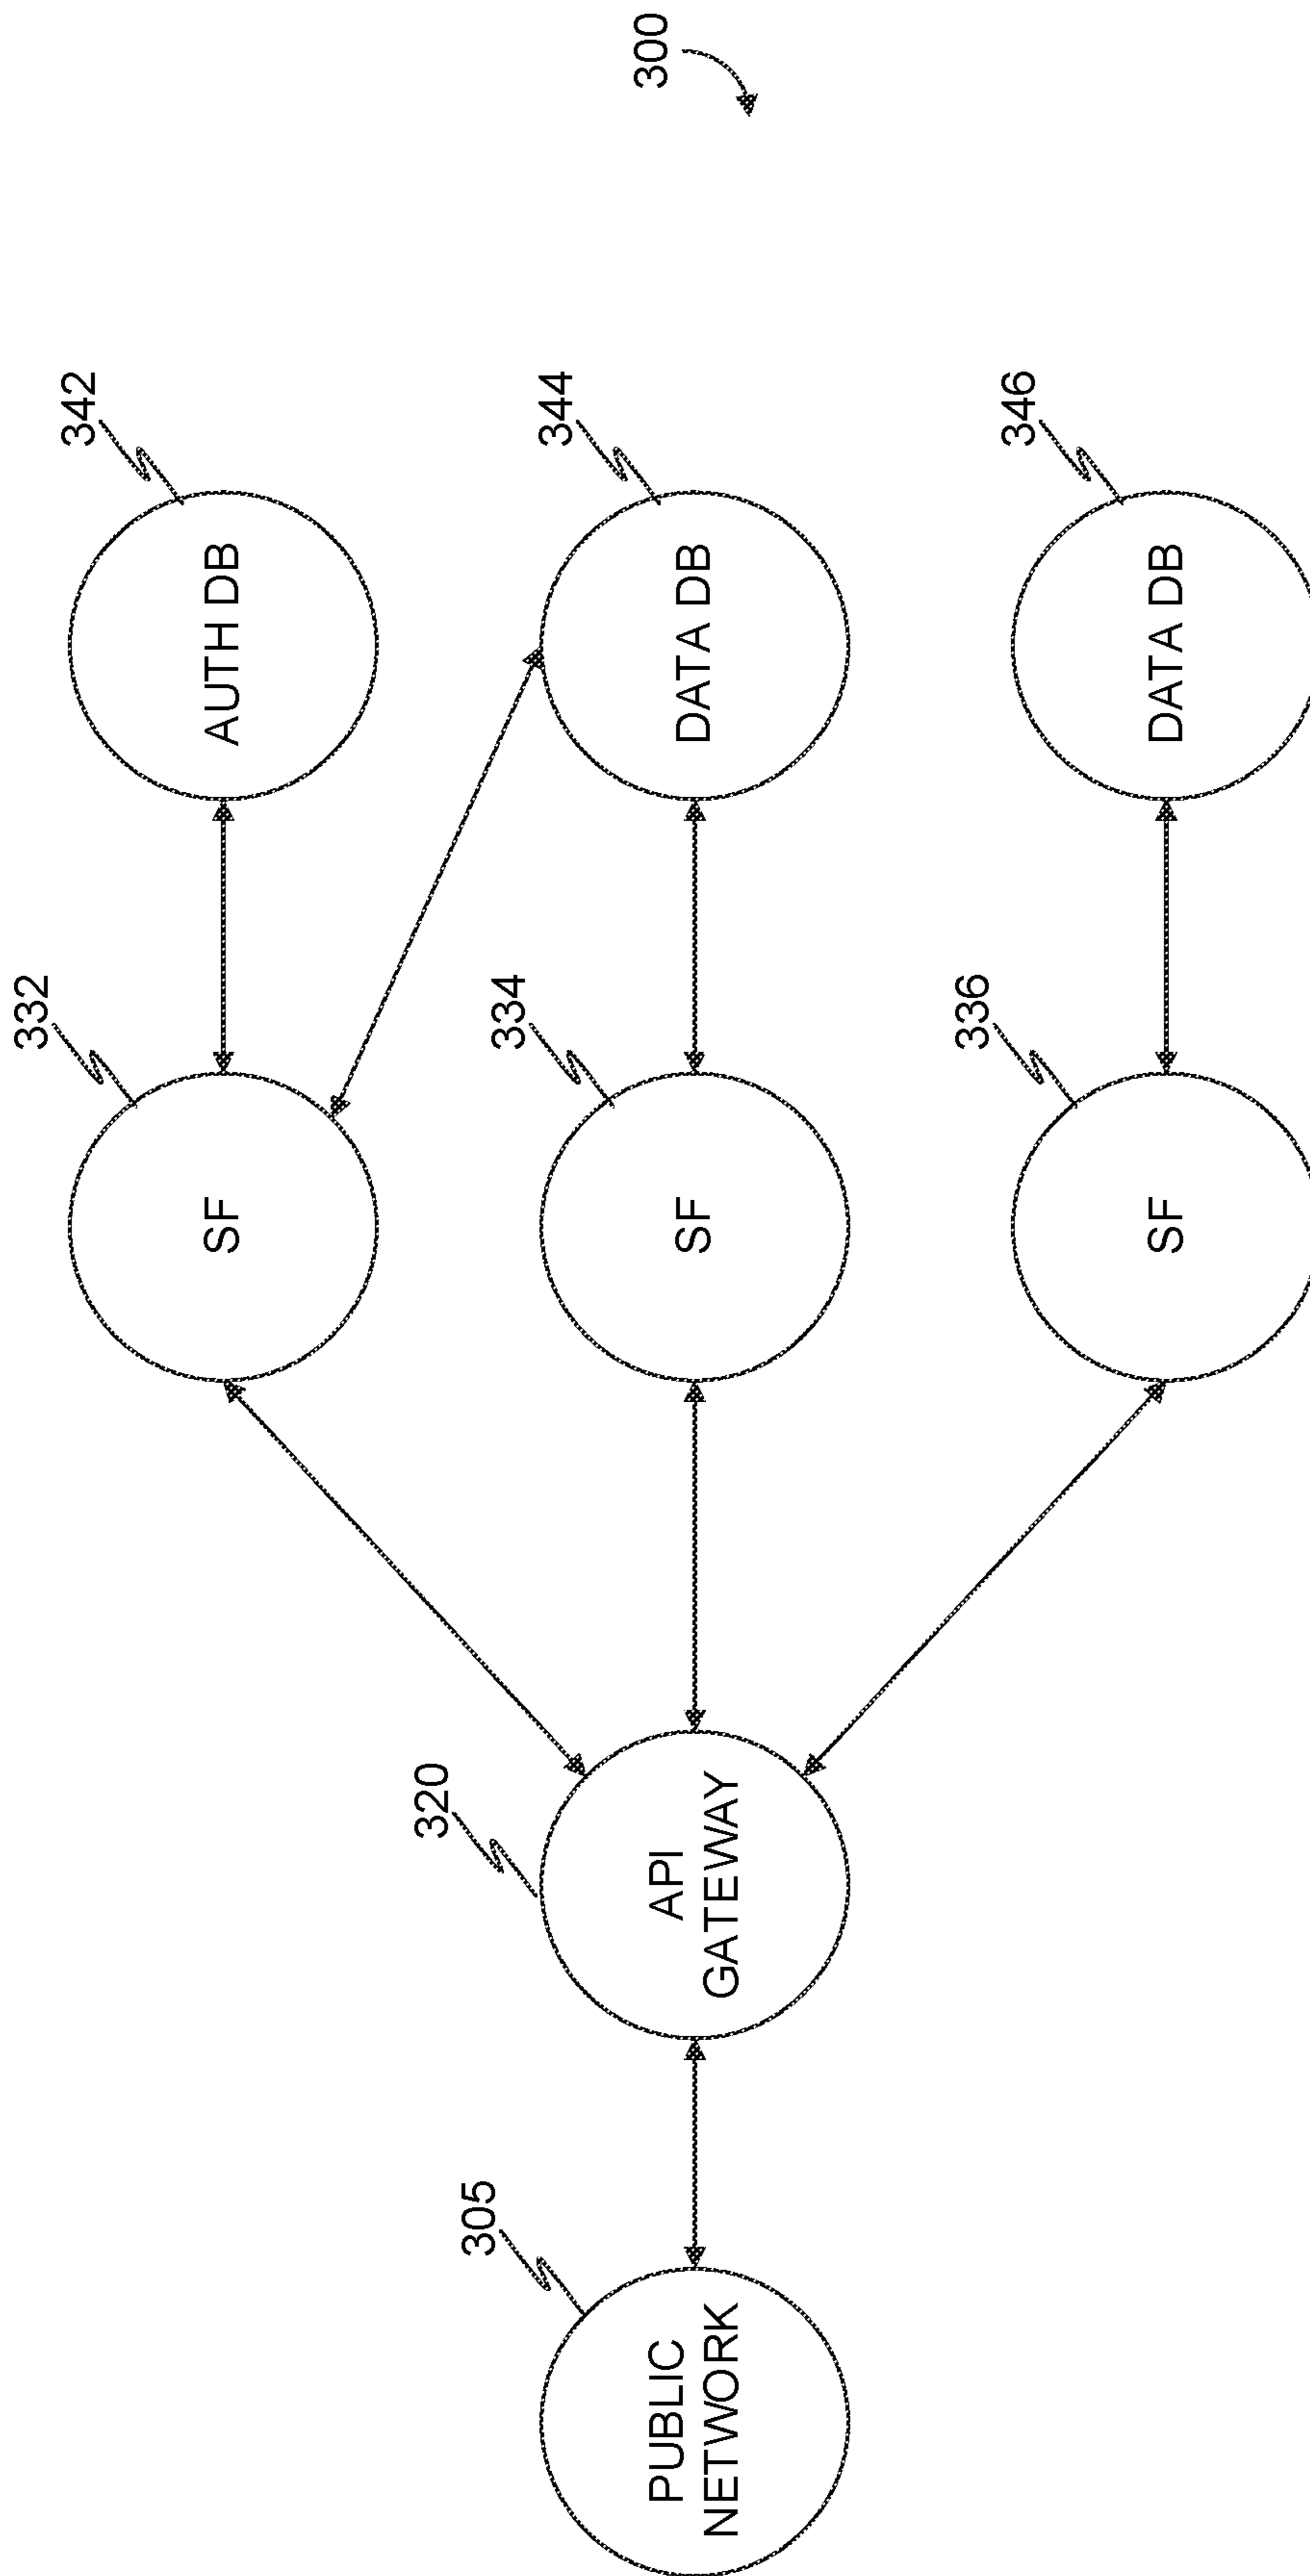 300
342
AUTH DB
344
DATA DB
346
DATA DB
332
SF
334
SF
336
SF
320
API
GATEWAY
305
PUBLIC
NETWORK